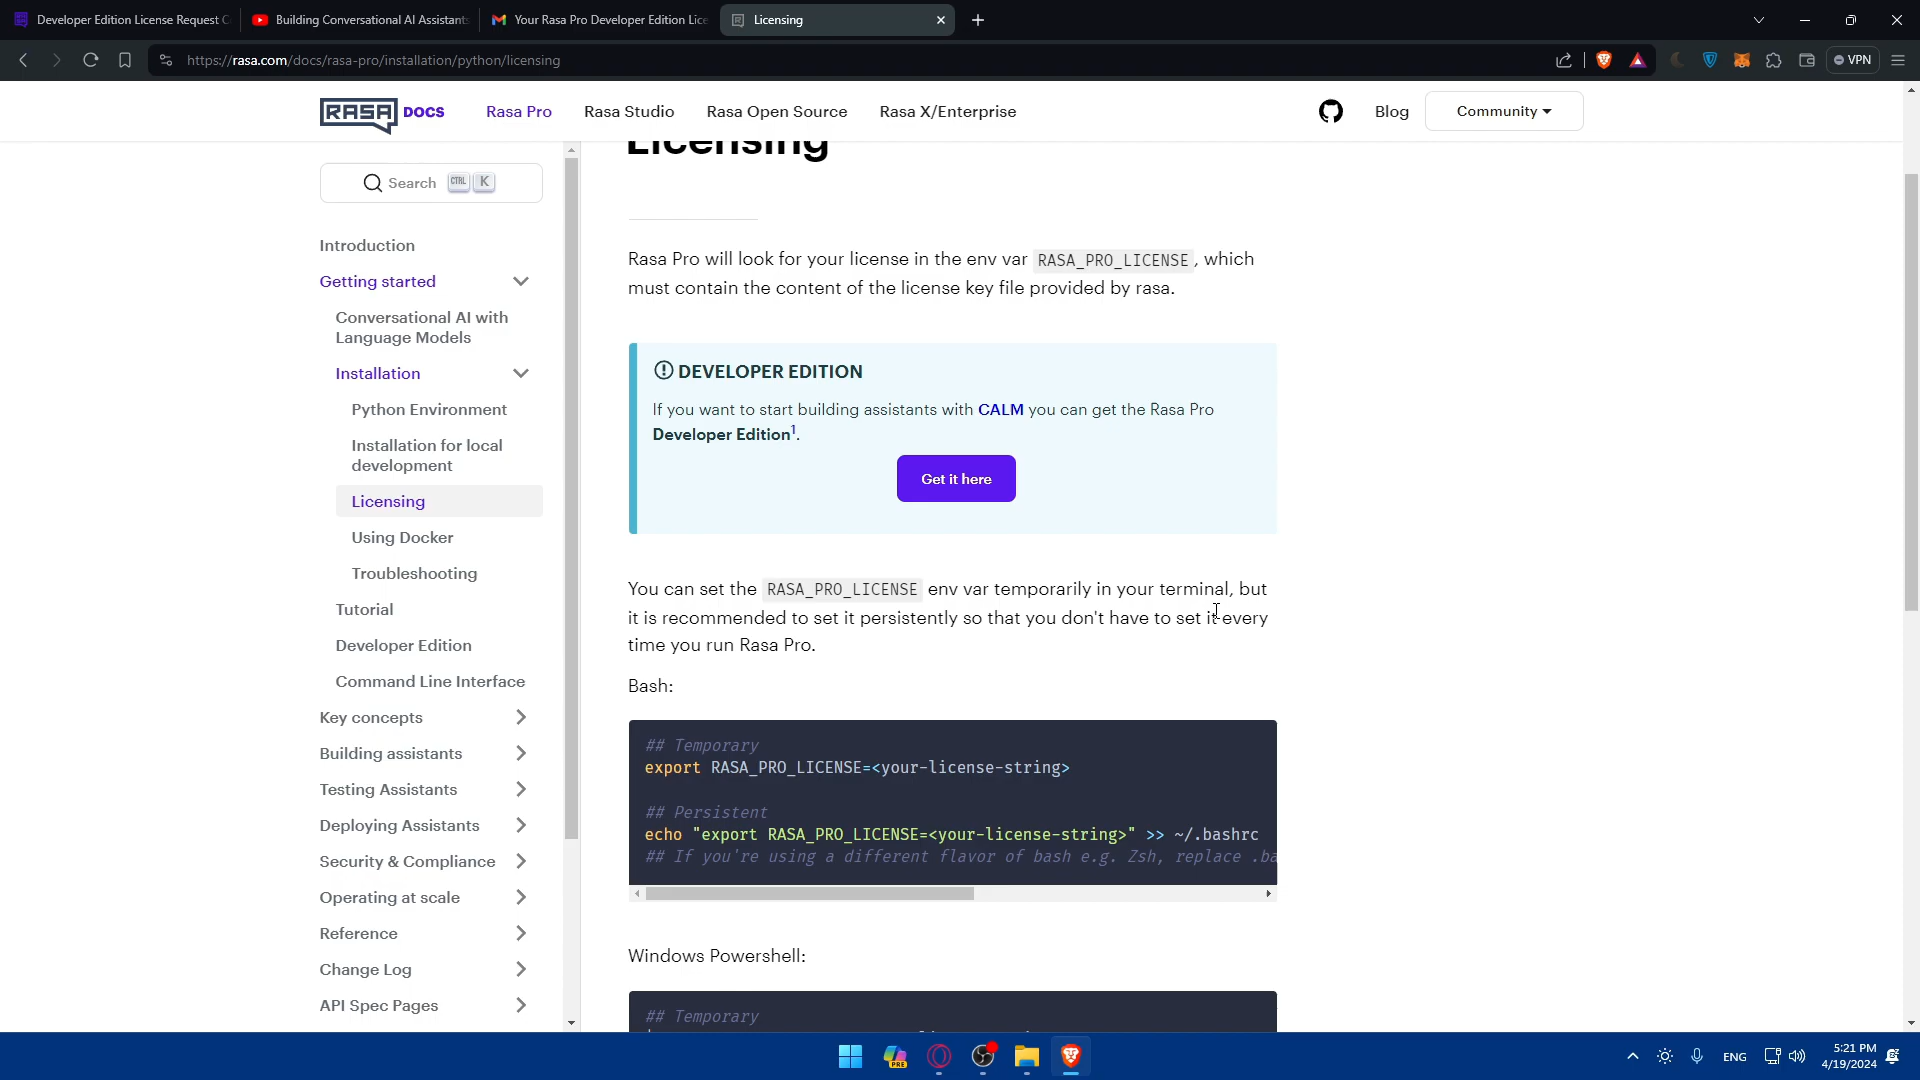 Developer Edition License Request C
Building Conversational AI Assistants
Your Rasa Pro Developer Edition Lice
Licensing
https://rasa.com/docs/rasa-pro/installation/python/licensing
VPN
RASA DOCS
Rasa Pro
Rasa Studio
Rasa Open Source
Rasa X/Enterprise
Blog
Community
Search CTRL K
Introduction
Getting started
Conversational AI with
Language Models
Installation
Python Environment
Installation for local
development
Licensing
Using Docker
Troubleshooting
Tutorial
Developer Edition
Command Line Interface
Key concepts
Building assistants
Testing Assistants
Deploying Assistants
Security & Compliance
Operating at scale
Reference
Change Log
API Spec Pages
Licensing
Rasa Pro will look for your license in the env var RASA_PRO_LICENSE, which
must contain the content of the license key file provided by rasa.
DEVELOPER EDITION
If you want to start building assistants with CALM you can get the Rasa Pro
Developer Edition1.
Get it here
You can set the RASA_PRO_LICENSE env var temporarily in your terminal, but
it is recommended to set it persistently so that you don't have to set it every
time you run Rasa Pro.
Bash:
## Temporary
export RASA_PRO_LICENSE=<your-license-string>
## Persistent
echo "export RASA_PRO_LICENSE=<your-license-string>" >> ~/.bashrc
## If you're using a different flavor of bash e.g. Zsh, replace .ba
Windows Powershell:
## Temporary
PRE
ENG
5:21 PM
4/19/2024